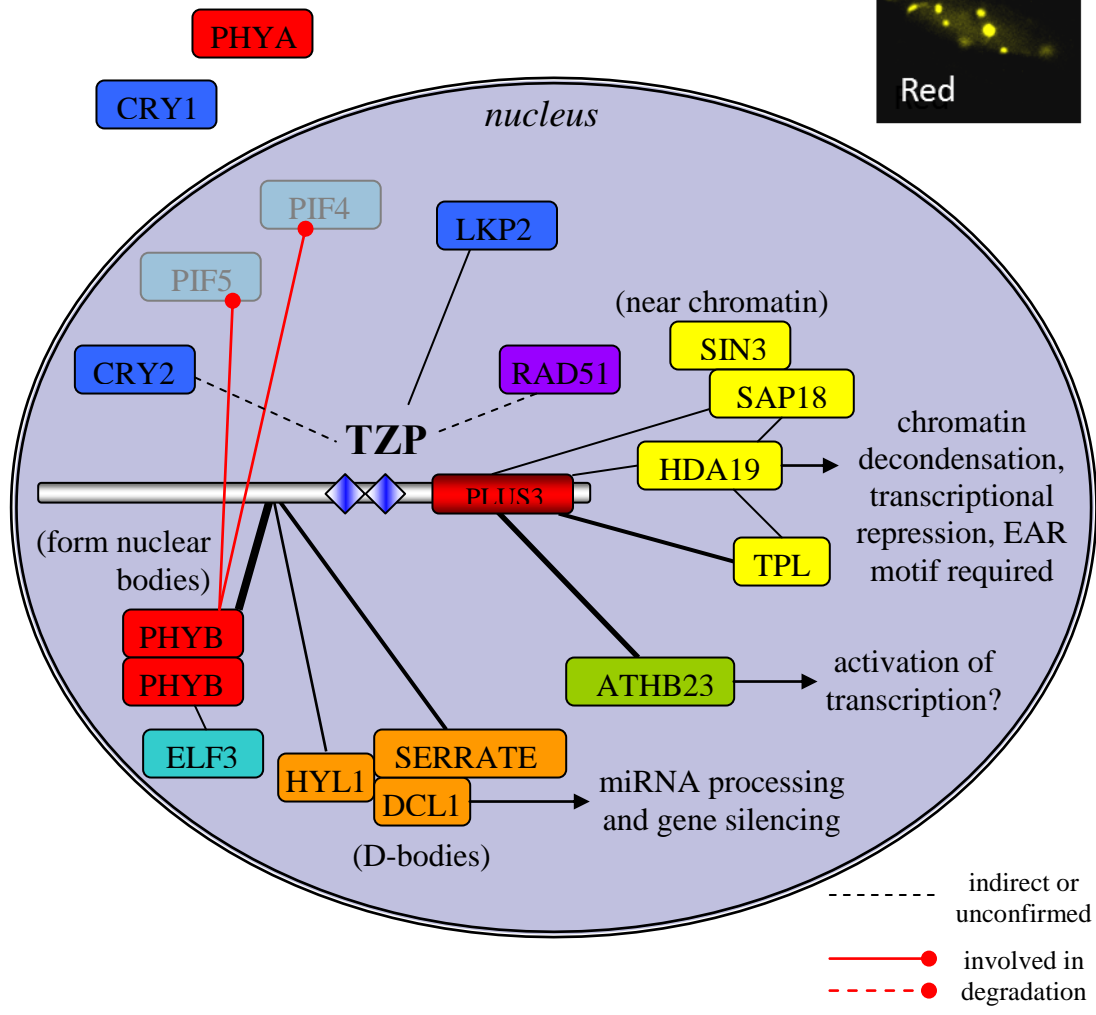 PHYA
Red
CRY1
nucleus
PIF4
LKP2
PIF5
(near chromatin)
SIN3
CRY2
RAD51
SAP18
TZP
chromatin
decondensation,
transcriptional
repression, EAR
motif required
HDA19
PLUS3
(form nuclear
bodies)
TPL
PHYB
PHYB
ATHB23
activation of
transcription?
ELF3
SERRATE
HYL1
DCL1
miRNA processing
and gene silencing
(D-bodies)
indirect or
unconfirmed
involved in
degradation